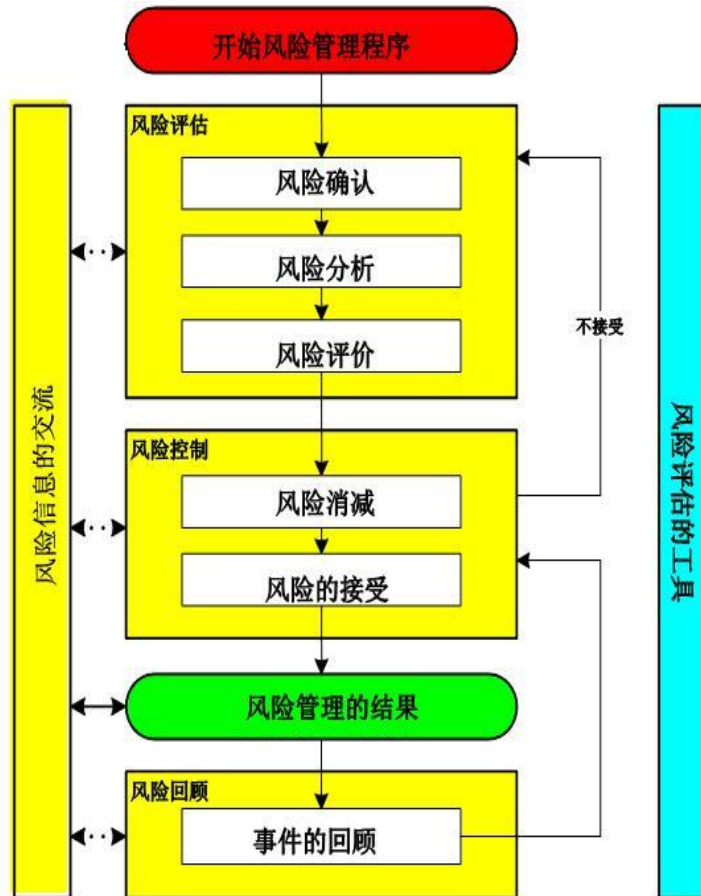 开始风险管理程序
风险评估
风险确认
风险分析
风险评价
不接受
风险控制
风险消减
风险的接受
风险管理的结果
风险回顾
事件的回顾
风险信息的交流
风险评估的工具